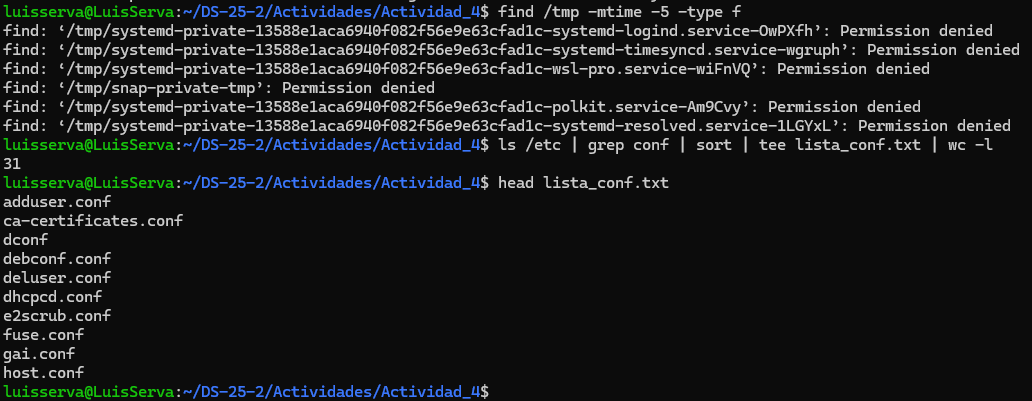 luisserva@LuisServa:~/DS-25-2/Actividades/Actividad_4$ find /tmp -mtime -5 -type f
find: ‘/tmp/systemd-private-13588e1aca6940f082f56e9e63cfad1c-systemd-logind.service-OwPXfh’: Permission denied
find: ‘/tmp/systemd-private-13588e1aca6940f082f56e9e63cfad1c-systemd-timesyncd.service-wgruph’: Permission denied
find: ‘/tmp/systemd-private-13588e1aca6940f082f56e9e63cfad1c-wsl-pro.service-wiFnVQ’: Permission denied
find: ‘/tmp/snap-private-tmp’: Permission denied
find: ‘/tmp/systemd-private-13588e1aca6940f082f56e9e63cfad1c-polkit.service-Am9Cvy’: Permission denied
find: ‘/tmp/systemd-private-13588e1aca6940f082f56e9e63cfad1c-systemd-resolved.service-1LGYxL’: Permission denied
luisserva@LuisServa:~/DS-25-2/Actividades/Actividad_4$ ls /etc | grep conf | sort | tee lista_conf.txt | wc -l
31
luisserva@LuisServa:~/DS-25-2/Actividades/Actividad_4$ head lista_conf.txt
adduser.conf
ca-certificates.conf
dconf
debconf.conf
deluser.conf
dhcpcd.conf
e2scrub.conf
fuse.conf
gai.conf
host.conf
luisserva@LuisServa:~/DS-25-2/Actividades/Actividad_4$